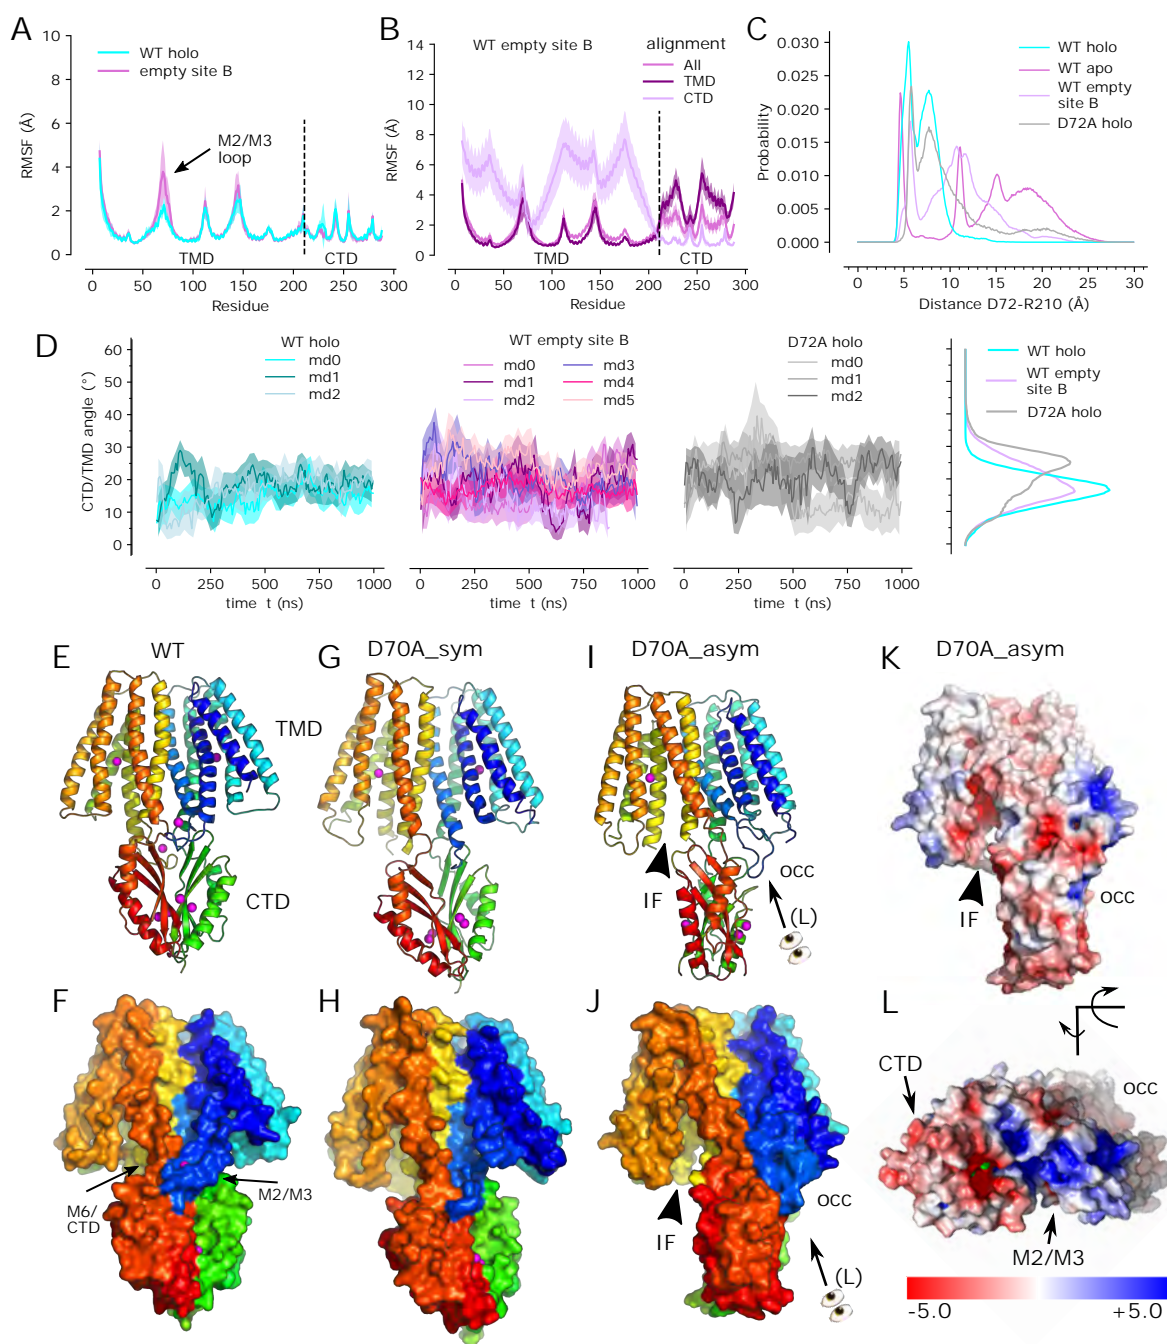 A
10
8
6
4
2
0
RMSF (Å)
WT holo
empty site B
M2/M3
loop
TMD
CTD
0 50 100 150 200 250 300
Residue
B
14
12
10
8
6
4
2
0
RMSF (Å)
WT empty site B
alignment
All
TMD
CTD
TMD
CTD
0 50 100 150 200 250 300
Residue
C
0.030
0.025
0.020
0.015
0.010
0.005
0.000
Probability
WT holo
WT apo
WT empty
site B
D72A holo
0 5 10 15 20 25 30
Distance D72-R210 (Å)
D
60
50
40
30
20
10
0
CTD/TMD angle (°)
WT holo
md0
md1
md2
0 250 500 750 1000
time t (ns)
WT empty site B
md0 md3
md1 md4
md2 md5
0 250 500 750 1000
time t (ns)
D72A holo
md0
md1
md2
0 250 500 750 1000
time t (ns)
WT holo
WT empty
site B
D72A holo
E
WT
TMD
CTD
G
D70A_sym
I
D70A_asym
IF
occ
(L)
K
D70A_asym
IF
occ
F
M6/
CTD
M2/M3
H
J
IF
occ
(L)
L
CTD
occ
M2/M3
-5.0 +5.0